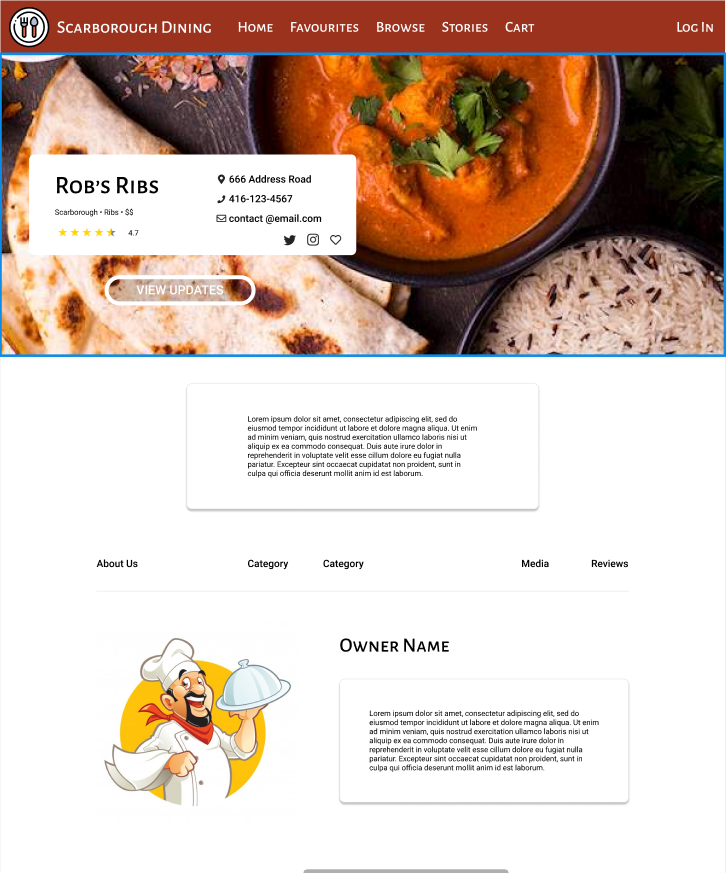 Scarborough Dining
Home Favourites Browse Stories Cart
Log In
Rob's Ribs
Scarborough • Ribs • $$
4.7
666 Address Road
416-123-4567
contact @email.com
VIEW UPDATES
Lorem ipsum dolor sit amet, consectetur adipiscing elit, sed do
eiusmod tempor incididunt ut labore et dolore magna aliqua. Ut enim
ad minim veniam, quis nostrud exercitation ullamco laboris nisi ut
aliquip ex ea commodo consequat. Duis aute irure dolor in
reprehenderit in voluptate velit esse cillum dolore eu fugiat nulla
pariatur. Excepteur sint occaecat cupidatat non proident, sunt in
culpa qui officia deserunt mollit anim id est laborum.
About Us Category Category Media Reviews
Owner Name
Lorem ipsum dolor sit amet, consectetur adipiscing elit, sed do
eiusmod tempor incididunt ut labore et dolore magna aliqua. Ut enim
ad minim veniam, quis nostrud exercitation ullamco laboris nisi ut
aliquip ex ea commodo consequat. Duis aute irure dolor in
reprehenderit in voluptate velit esse cillum dolore eu fugiat nulla
pariatur. Excepteur sint occaecat cupidatat non proident, sunt in
culpa qui officia deserunt mollit anim id est laborum.